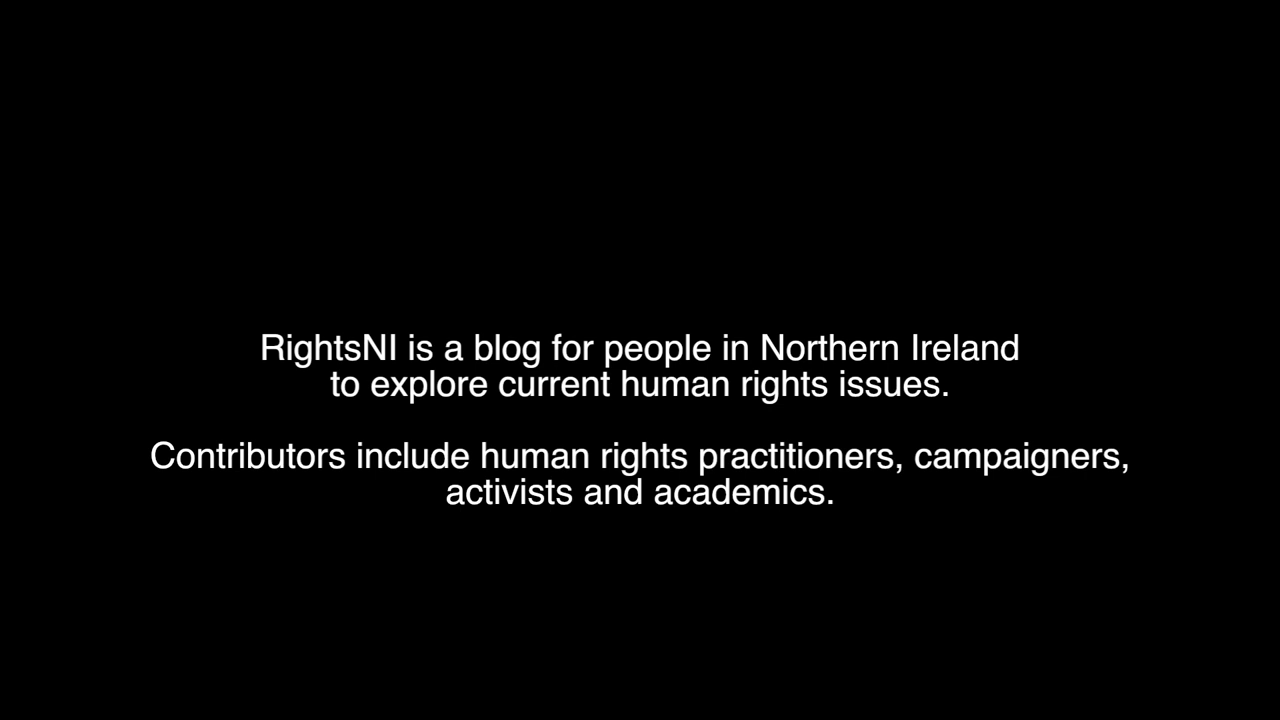 RightsNI is a blog for people in Northern Ireland
to explore current human rights issues.
Contributors include human rights practitioners, campaigners,
activists and academics.